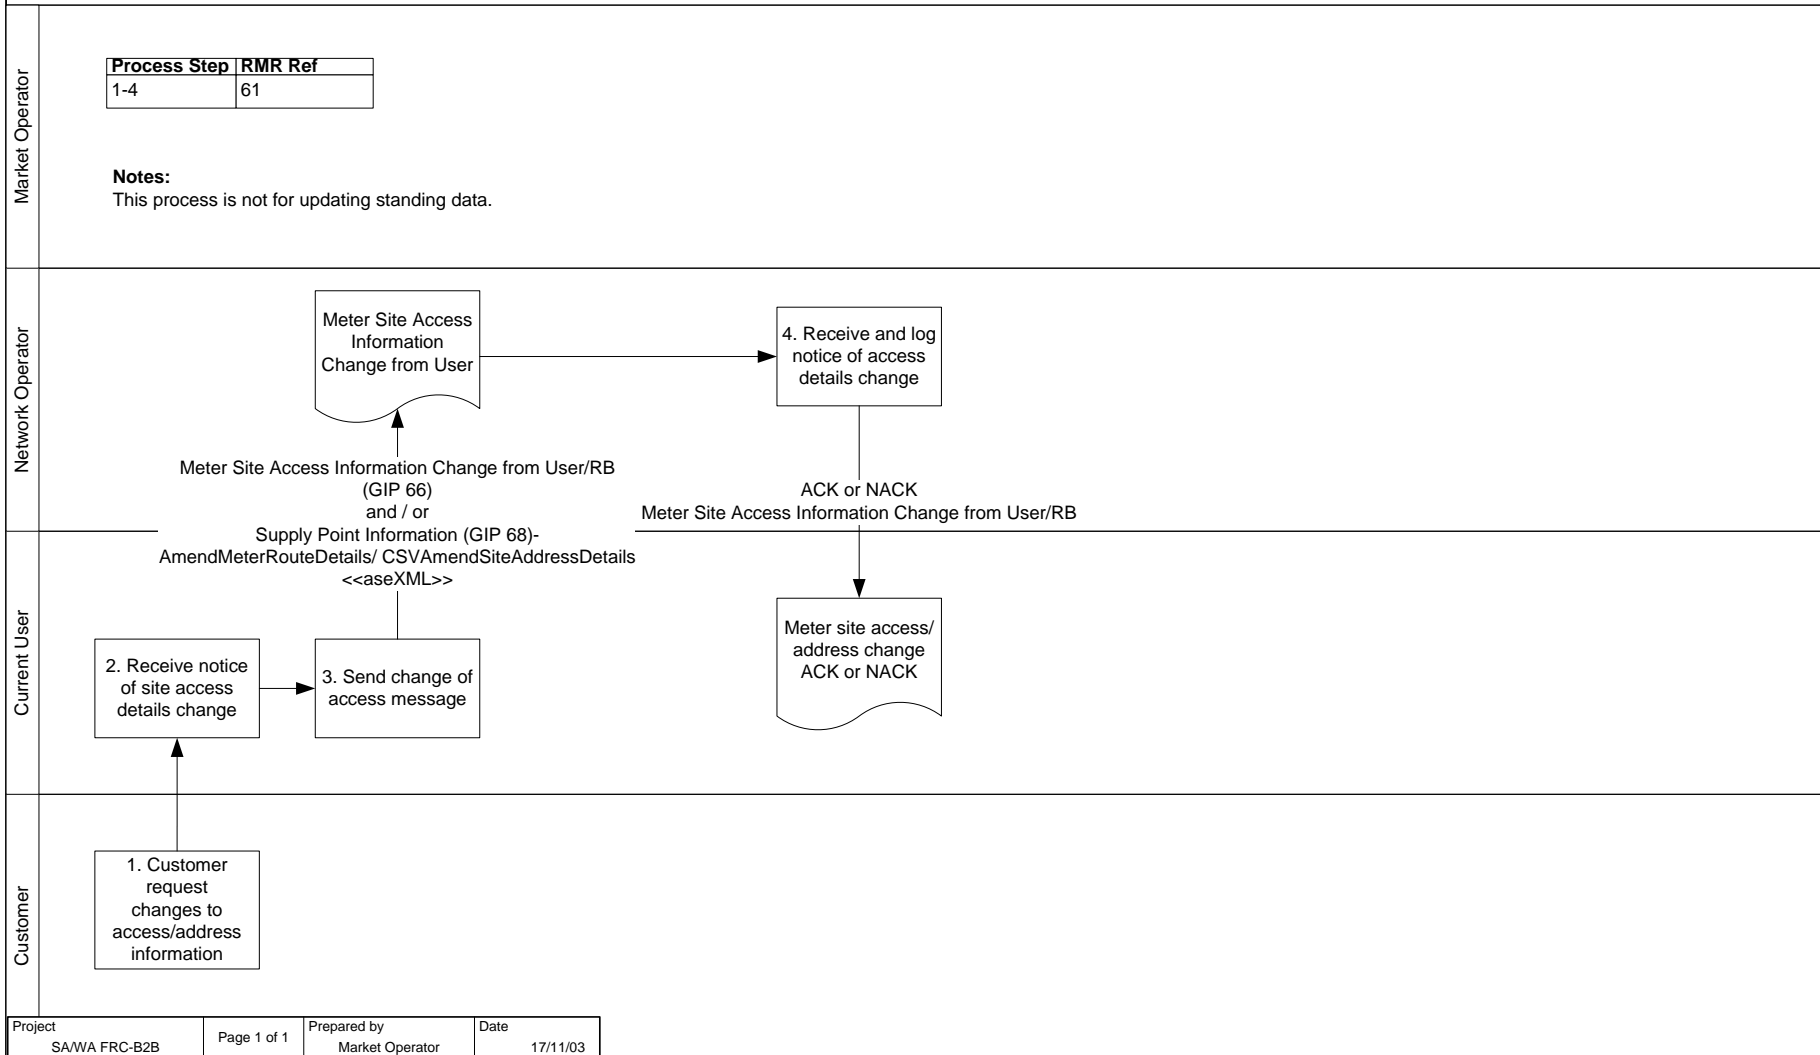 Market Operator
Process Step RMR Ref
1-4 61
Notes:
This process is not for updating standing data.
Network Operator
Meter Site Access
Information
Change from User
4. Receive and log
notice of access
details change
Meter Site Access Information Change from User/RB
(GIP 66)
and / or
Supply Point Information (GIP 68)-
AmendMeterRouteDetails/ CSVAmendSiteAddressDetails
<<aseXML>>
ACK or NACK
Meter Site Access Information Change from User/RB
Current User
2. Receive notice
of site access
details change
3. Send change of
access message
Meter site access/
address change
ACK or NACK
Customer
1. Customer
request
changes to
access/address
information
Project
SA/WA FRC-B2B
Page 1 of 1
Prepared by
Market Operator
Date
17/11/03